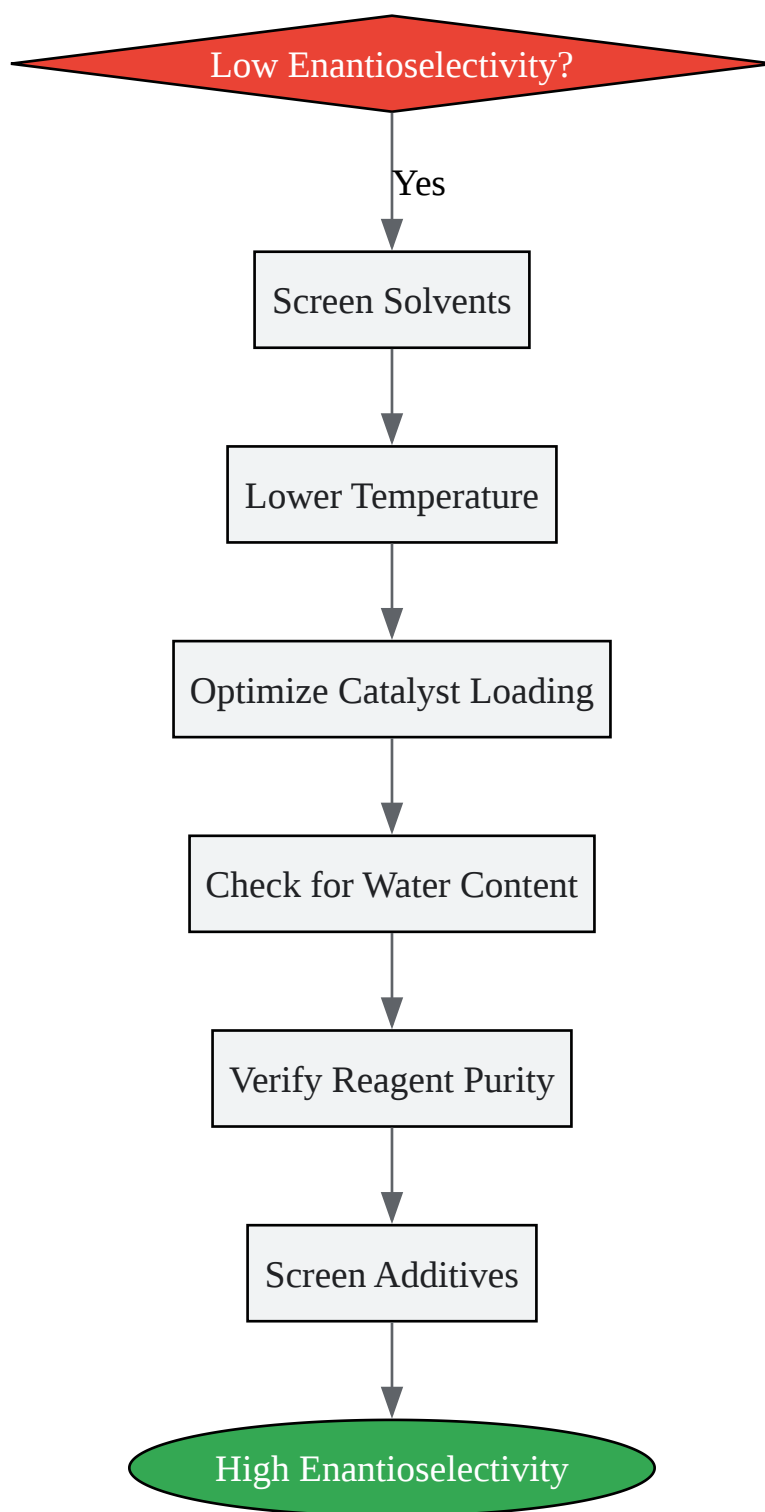 Low Enantioselectivity?
Yes
Screen Solvents
Lower Temperature
Optimize Catalyst Loading
Check for Water Content
Verify Reagent Purity
Screen Additives
High Enantioselectivity